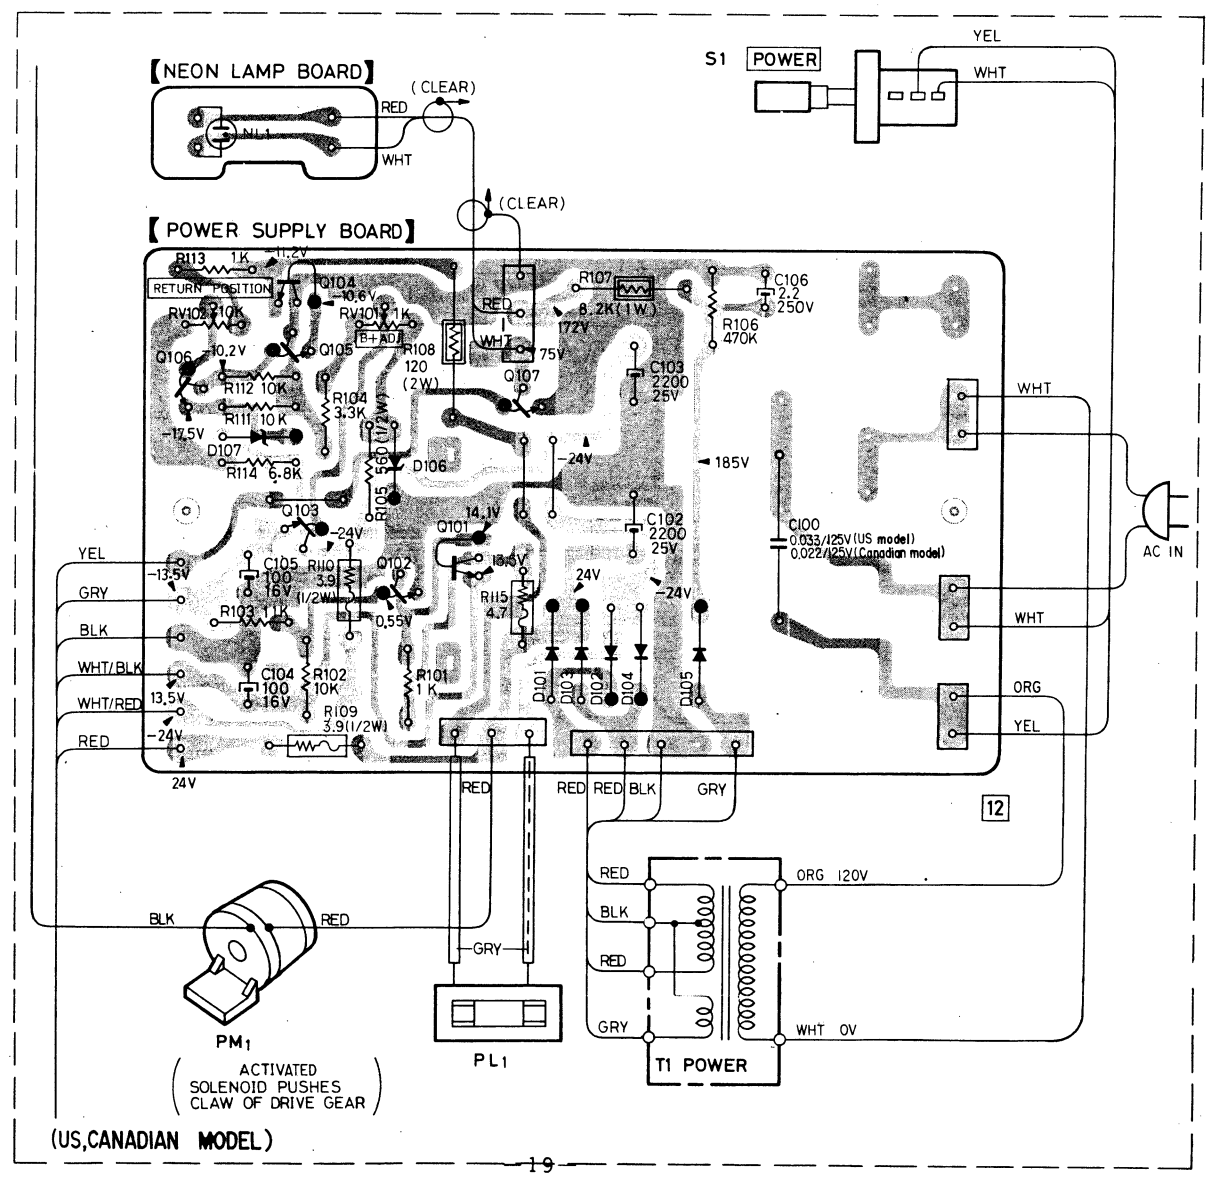 YEL
S1 POWER
WHT
【NEON LAMP BOARD】
(CLEAR)
RED
NL1
WHT
(CLEAR)
【POWER SUPPLY BOARD】
R113 1K -11.2V
RETURN POSITION
Q104
-10.6V
R107
8.2K(1W)
C106
2.2
250V
RV102 10K
RV101 1K
B+ADJ
RED
172V
R106
470K
Q106
-10.2V
Q105
R108
120
(2W)
WHT
75V
R112 10K
Q107
C103
2200
25V
WHT
R111 10K
R104
3.3K
-17.5V
D107
R114 6.8K
R105 560(1/2W)
D106
-24V
185V
Q103
-24V
Q101
14.1V
C102
2200
25V
C100
0.033/125V(US model)
0.022/125V(Canadian model)
AC IN
YEL
-13.5V
C105
100
16V
R110
3.9
(1/2W)
Q102
13.5V
24V
-24V
GRY
R103 1.1K
0.55V
R115
4.7
BLK
WHT
WHT/BLK
13.5V
C104
100
16V
R102
10K
R101
1K
D101
D103
D102
D104
D105
ORG
WHT/RED
-24V
R109
3.9(1/2W)
YEL
RED
24V
RED
RED
RED
BLK
GRY
12
RED
ORG 120V
BLK
RED
BLK
GRY
RED
GRY
WHT 0V
PM1
PL1
T1 POWER
ACTIVATED
SOLENOID PUSHES
CLAW OF DRIVE GEAR
(US,CANADIAN MODEL)
19